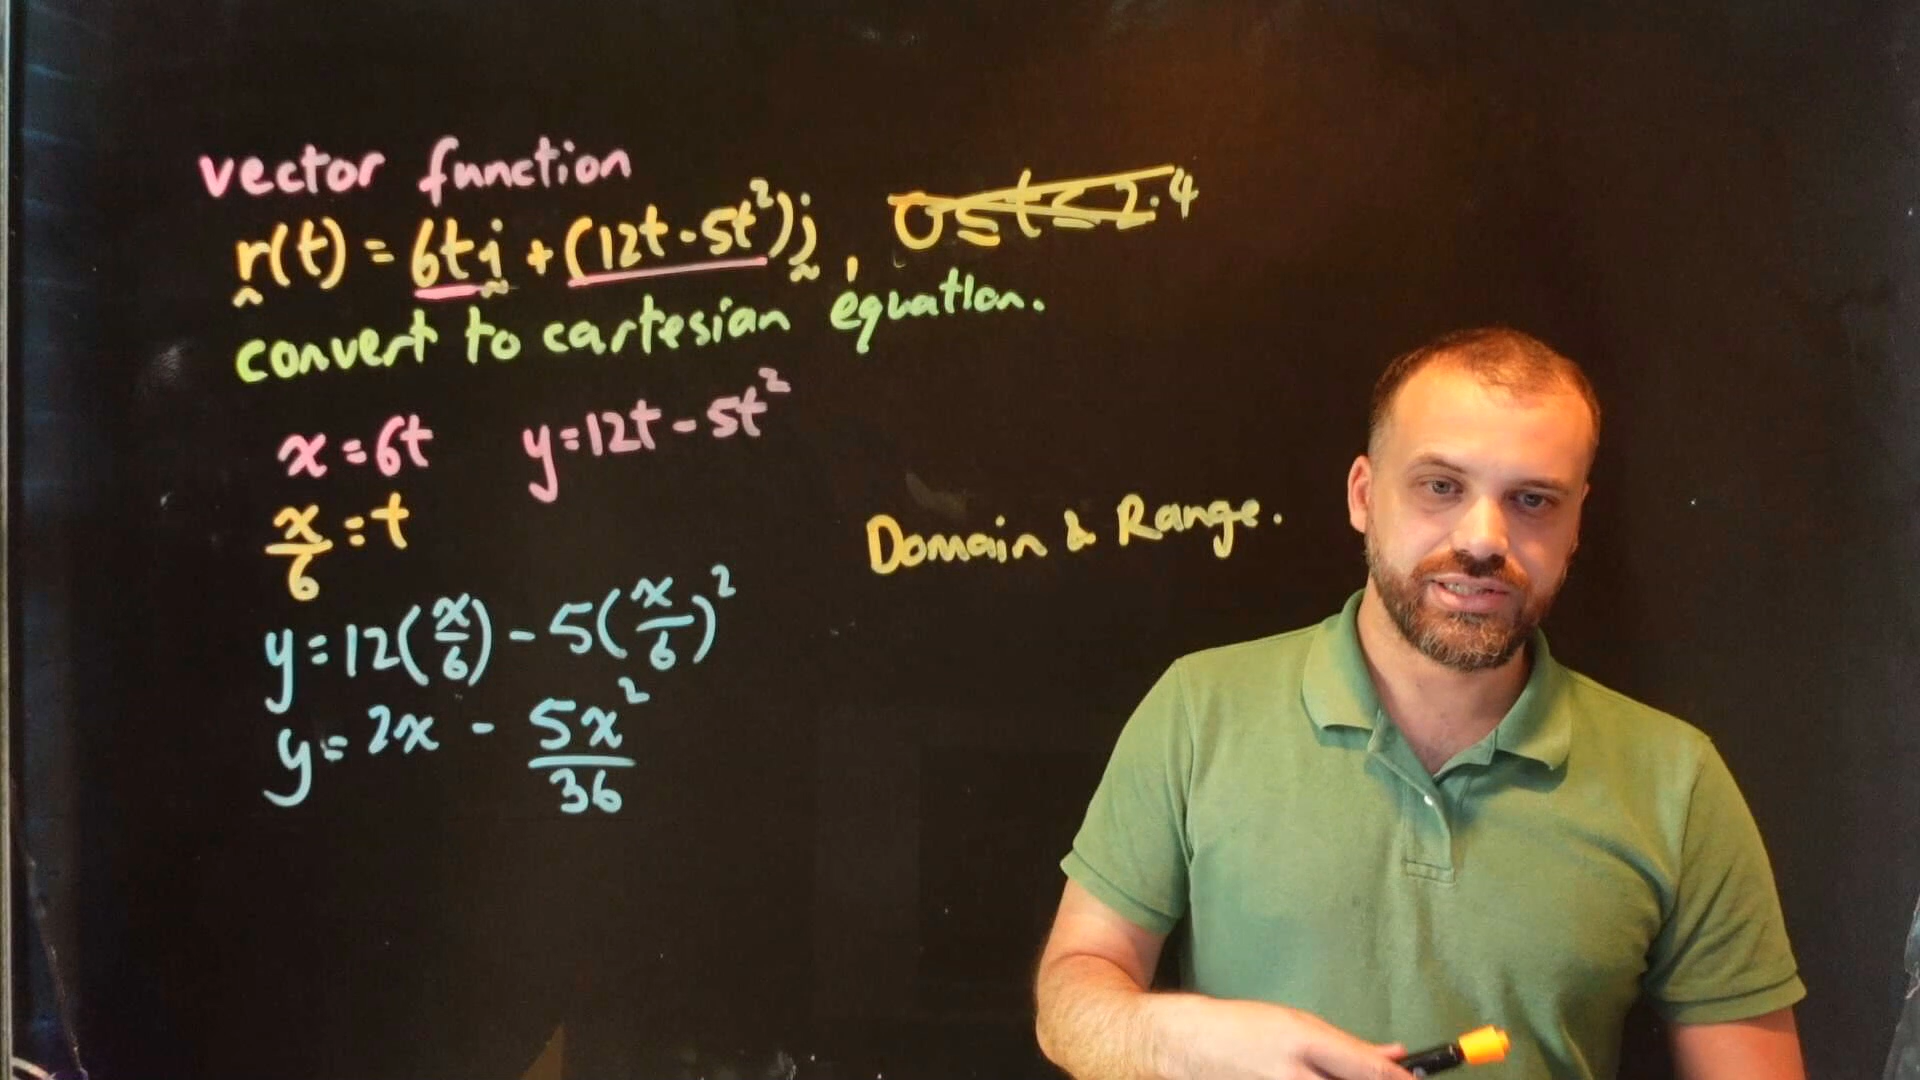 vector function
r(t) = 6ti + (12t - 5t²)j, 0≤t≤2.4
convert to cartesian equation.
x=6t y=12t-5t²
x/6=t
Domain & Range.
y=12(x/6)-5(x/6)²
y=2x - 5x²/36